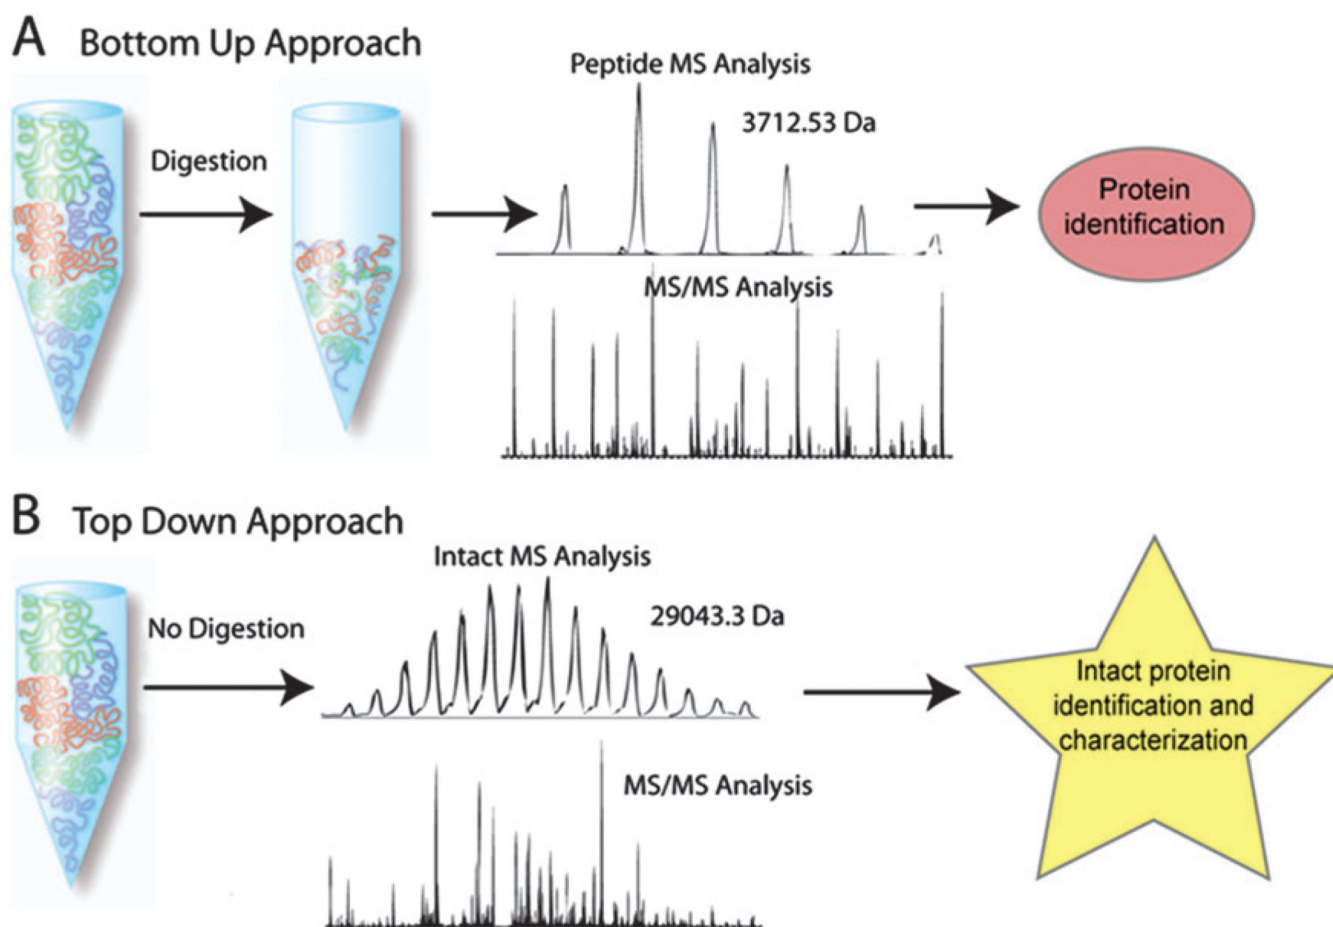 A Bottom Up Approach
Peptide MS Analysis
3712.53 Da
Digestion
Protein
identification
MS/MS Analysis
B Top Down Approach
Intact MS Analysis
29043.3 Da
No Digestion
Intact protein
identification and
characterization
MS/MS Analysis